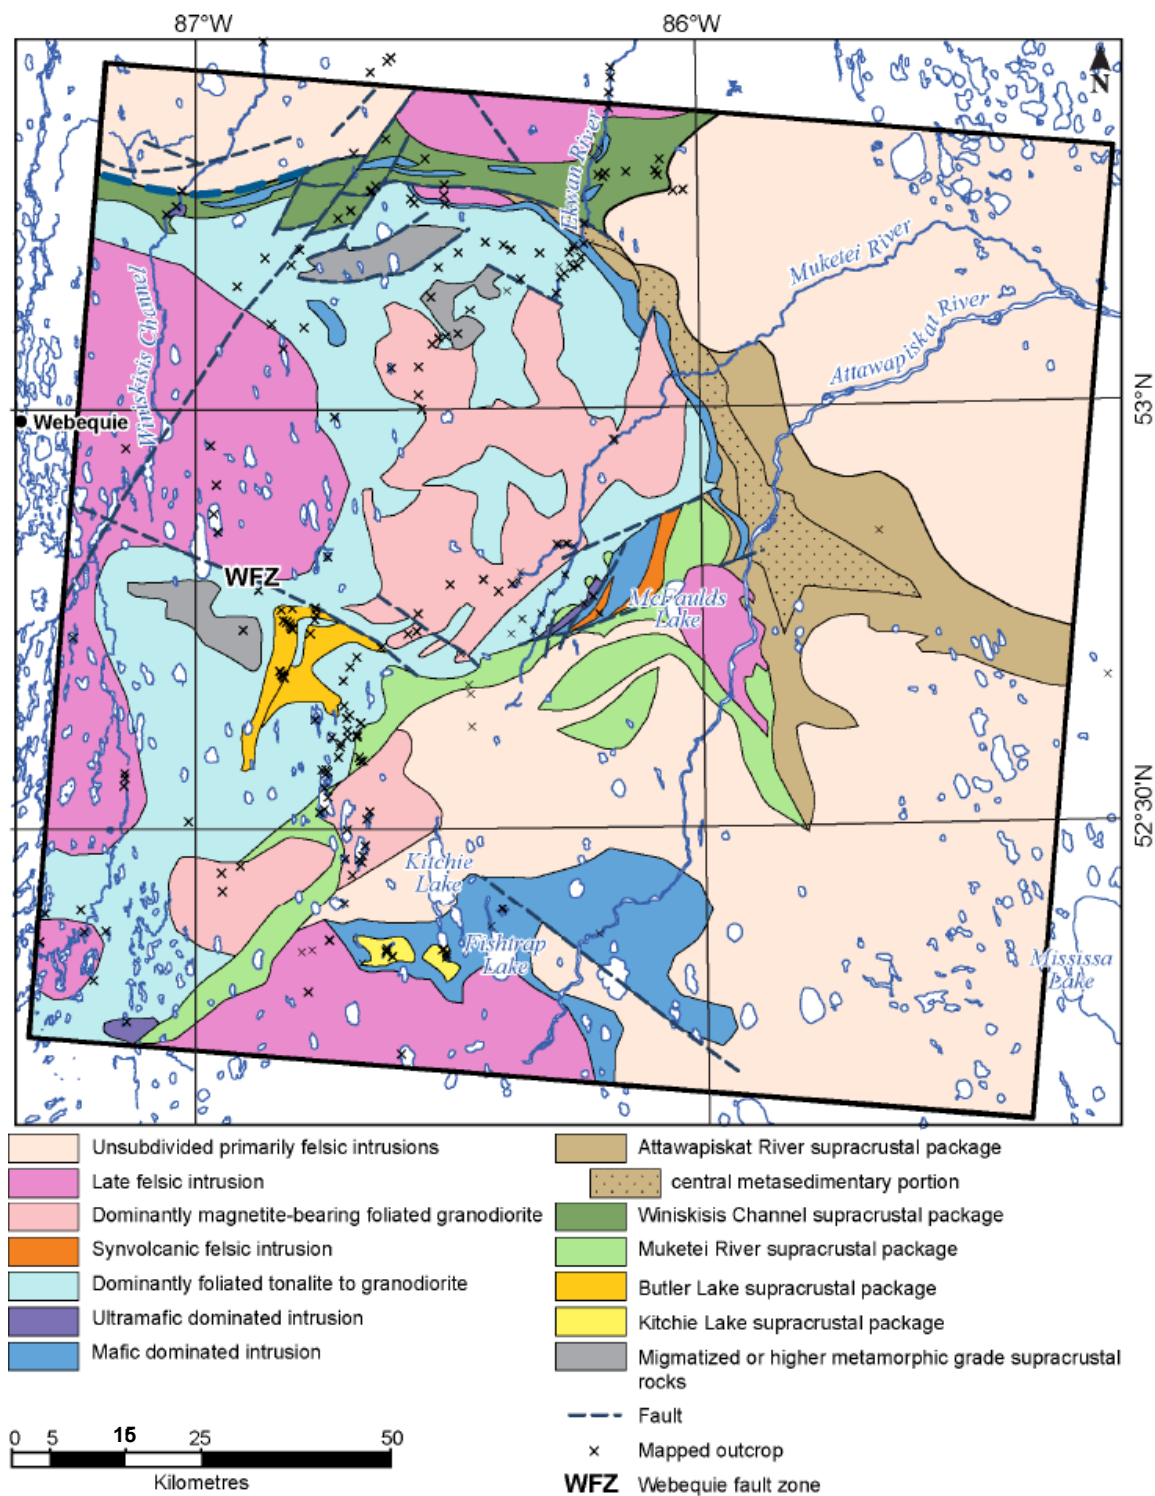 87°W 86°W
N
Ekwan River
Muketei River
Attawapiskat River
Winiskisis Channel
53°N
Webequie
WFZ
McFaulds
Lake
52°30'N
Kitchie
Lake
Fishtrap
Lake
Mississa
Lake
Unsubdivided primarily felsic intrusions
Late felsic intrusion
Dominantly magnetite-bearing foliated granodiorite
Synvolcanic felsic intrusion
Dominantly foliated tonalite to granodiorite
Ultramafic dominated intrusion
Mafic dominated intrusion
Attawapiskat River supracrustal package
central metasedimentary portion
Winiskisis Channel supracrustal package
Muketei River supracrustal package
Butler Lake supracrustal package
Kitchie Lake supracrustal package
Migmatized or higher metamorphic grade supracrustal
rocks
Fault
Mapped outcrop
WFZ Webequie fault zone
0 5 15 25 50
Kilometres